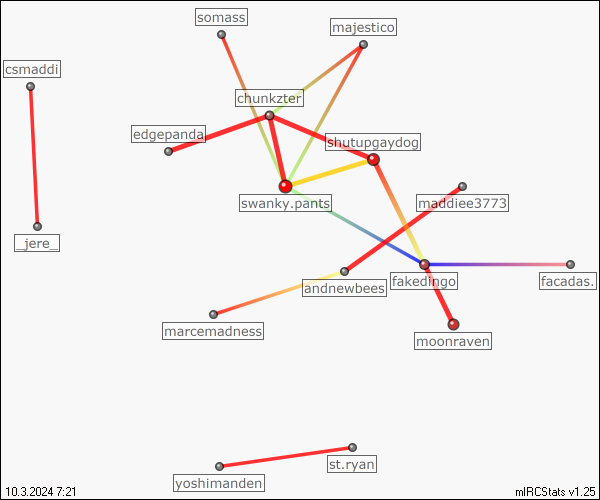 somass
majestico
csmaddi
chunkzter
edgepanda
shutupgaydog
swanky.pants
maddiee3773
_jere_
andnewbees
fakedingo
facadas.
marcemadness
moonraven
st.ryan
yoshimanden
10.3.2024 7:21
mIRCStats v1.25